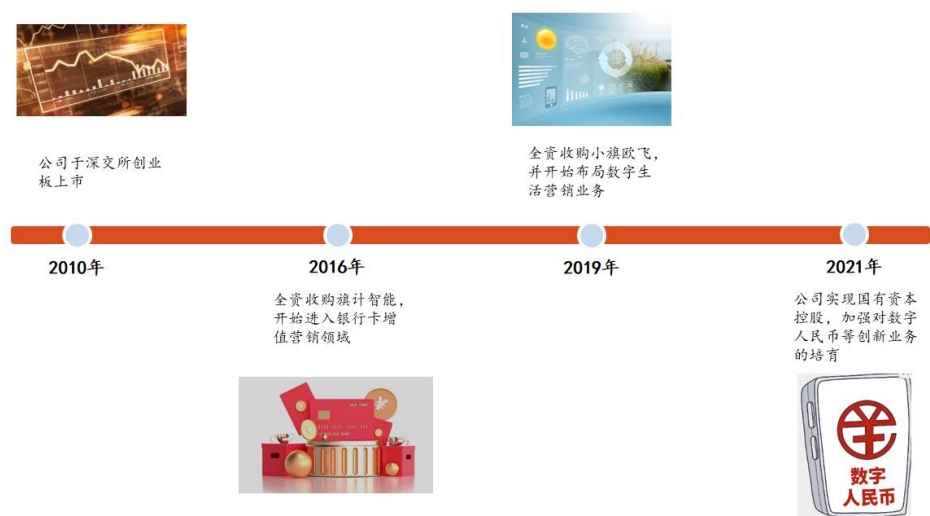 公司于深交所创业
板上市
全资收购小旗欧飞，
并开始布局数字生
活营销业务
2010年
2016年
2019年
2021年
全资收购旗计智能，
开始进入银行卡增
值营销领域
公司实现国有资本
控股，加强对数字
人民币等创新业务
的培育
数字
人民币